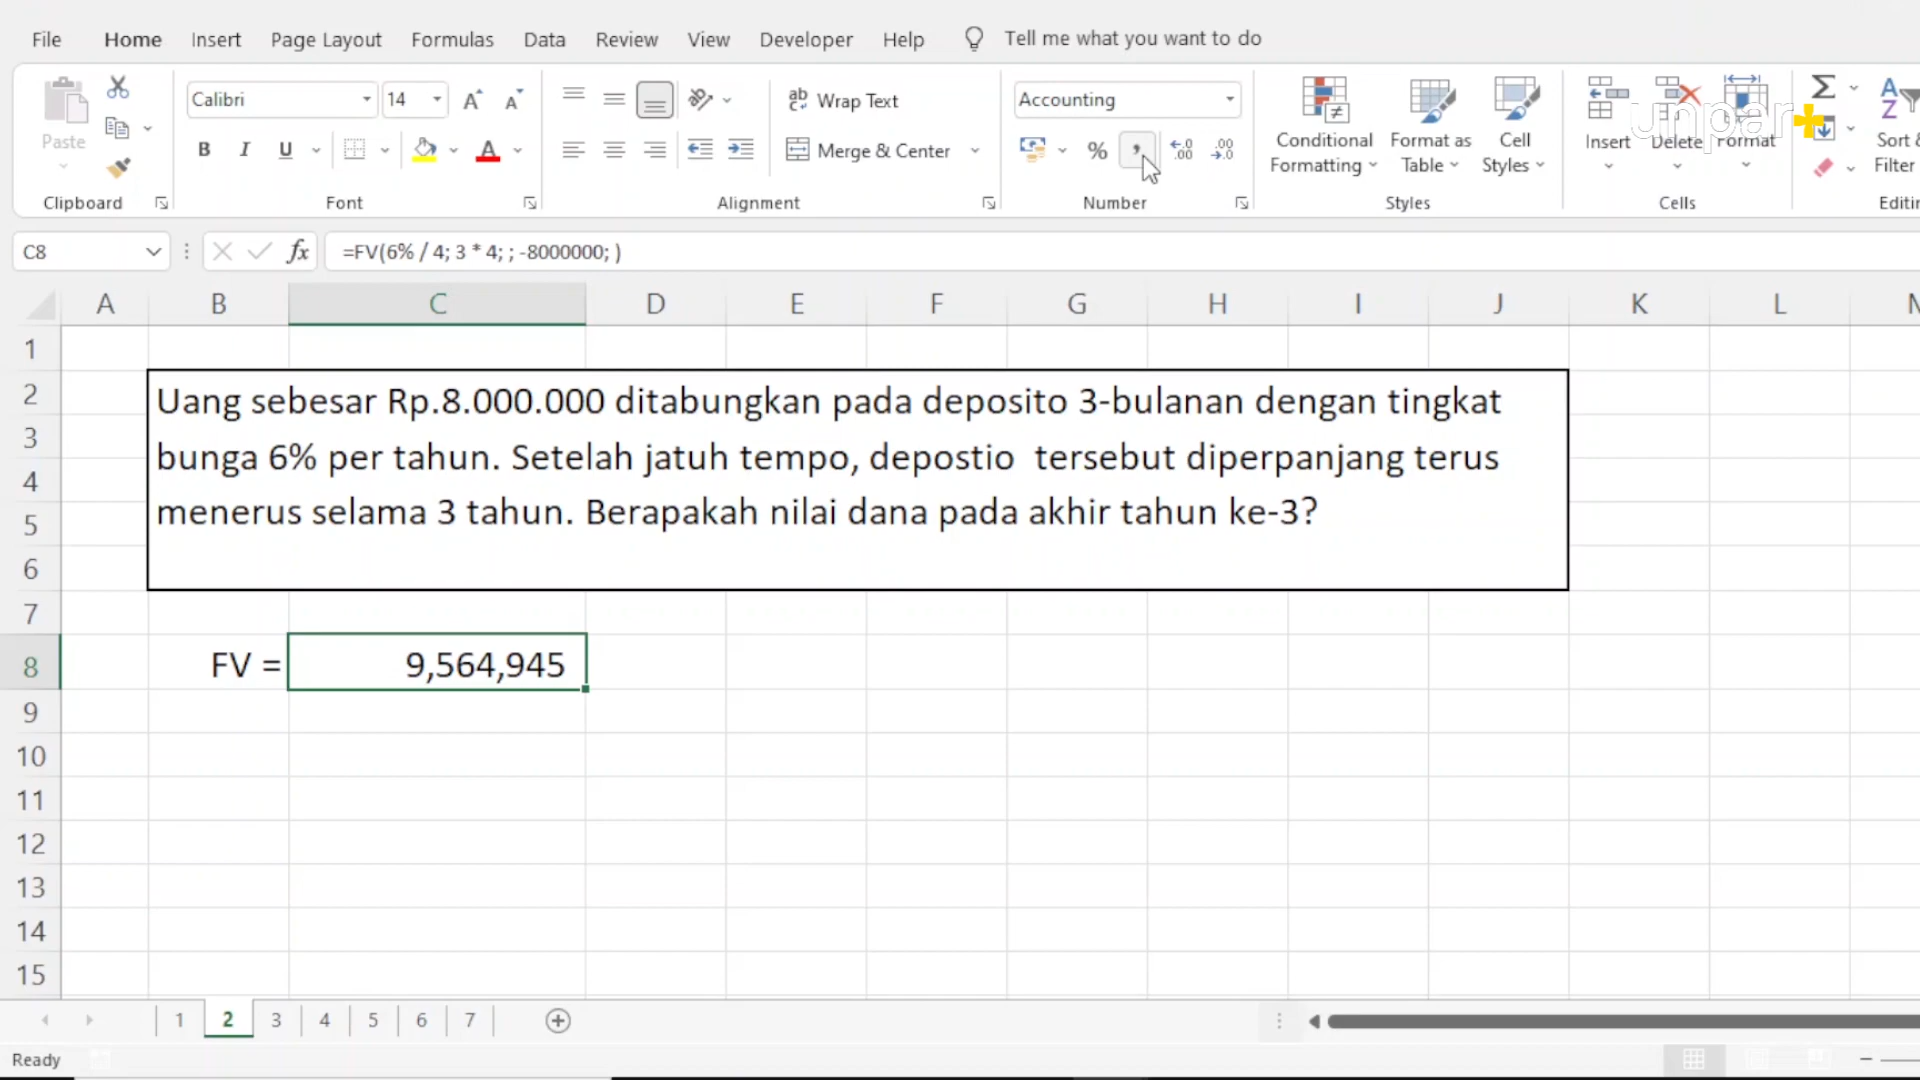 File Home Insert Page Layout Formulas Data Review View Developer Help Tell me what you want to do
Calibri 14 ab Wrap Text Accounting
Paste Conditional Format as Cell Insert Delete Format Sort &
B I U A Merge & Center % , Formatting Table Styles Filter
Clipboard Font Alignment Number Styles Cells Editin
unpar+
C8 fx =FV(6% / 4; 3 * 4; ; -8000000; )
A B C D E F G H I J K L M
1
2 Uang sebesar Rp.8.000.000 ditabungkan pada deposito 3-bulanan dengan tingkat
3 bunga 6% per tahun. Setelah jatuh tempo, depostio tersebut diperpanjang terus
4 menerus selama 3 tahun. Berapakah nilai dana pada akhir tahun ke-3?
5
6
7
8 FV = 9,564,945
9
10
11
12
13
14
15
1 2 3 4 5 6 7
Ready